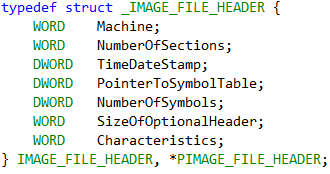 typedef struct _IMAGE_FILE_HEADER {
    WORD    Machine;
    WORD    NumberOfSections;
    DWORD   TimeDateStamp;
    DWORD   PointerToSymbolTable;
    DWORD   NumberOfSymbols;
    WORD    SizeOfOptionalHeader;
    WORD    Characteristics;
} IMAGE_FILE_HEADER, *PIMAGE_FILE_HEADER;